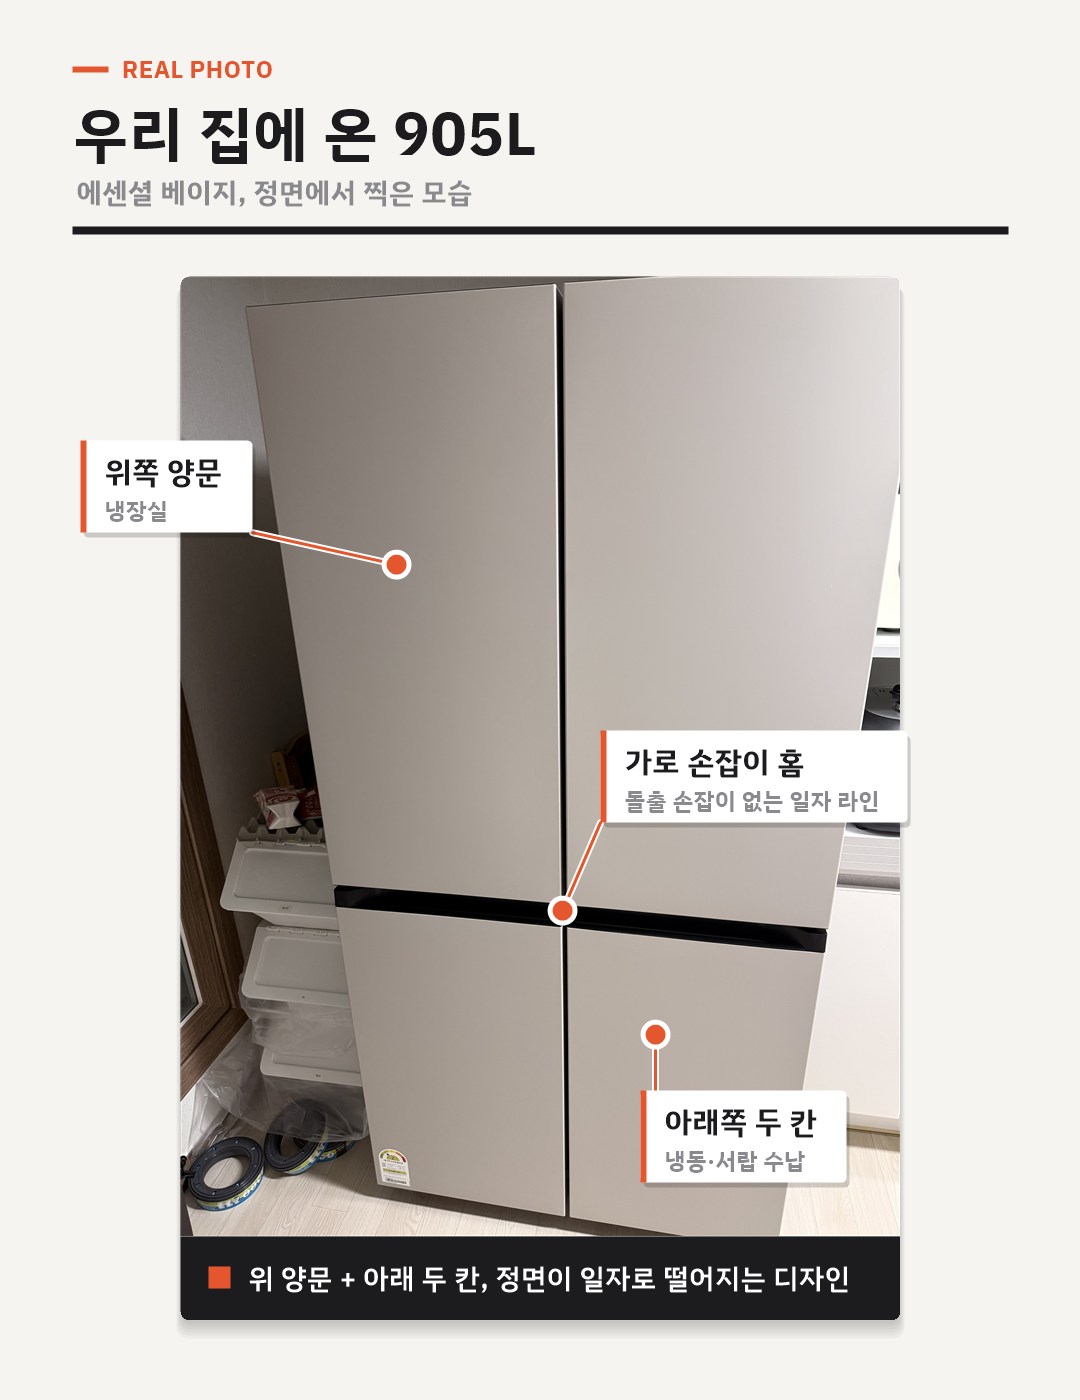 REAL PHOTO
우리 집에 온 905L
에센셜 베이지, 정면에서 찍은 모습
위쪽 양문
냉장실
가로 손잡이 홈
돌출 손잡이 없는 일자 라인
아래쪽 두 칸
냉동·서랍 수납
위 양문 + 아래 두 칸, 정면이 일자로 떨어지는 디자인